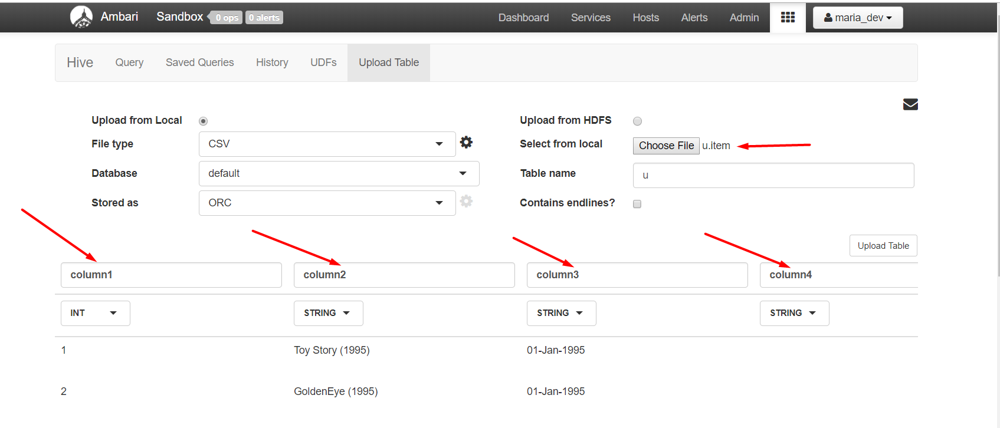 Ambari Sandbox 0 ops 0 alerts Dashboard Services Hosts Alerts Admin maria_dev
Hive Query Saved Queries History UDFs Upload Table
Upload from Local Upload from HDFS
File type CSV Select from local Choose File u.item
Database default Table name u
Stored as ORC Contains endlines?
Upload Table
column1 column2 column3 column4
INT STRING STRING STRING
1 Toy Story (1995) 01-Jan-1995
2 GoldenEye (1995) 01-Jan-1995